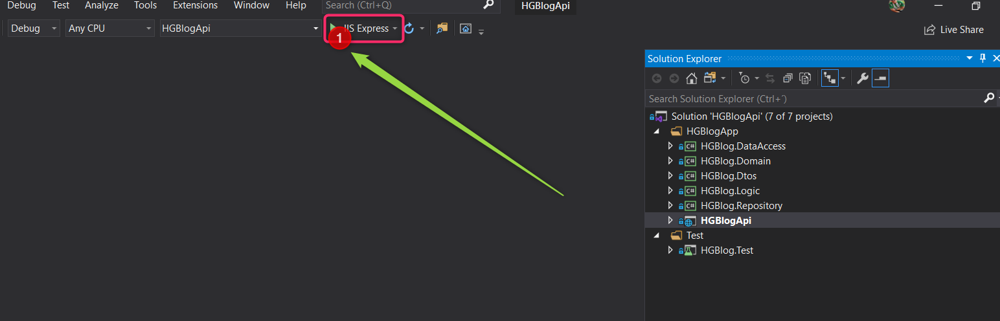 Debug Test Analyze Tools Extensions Window Help Search (Ctrl+Q) HGBlogApi
Debug Any CPU HGBlogApi IIS Express Live Share
1
Solution Explorer
Search Solution Explorer (Ctrl+´)
Solution 'HGBlogApi' (7 of 7 projects)
HGBlogApp
C# HGBlog.DataAccess
C# HGBlog.Domain
C# HGBlog.Dtos
C# HGBlog.Logic
C# HGBlog.Repository
HGBlogApi
Test
HGBlog.Test